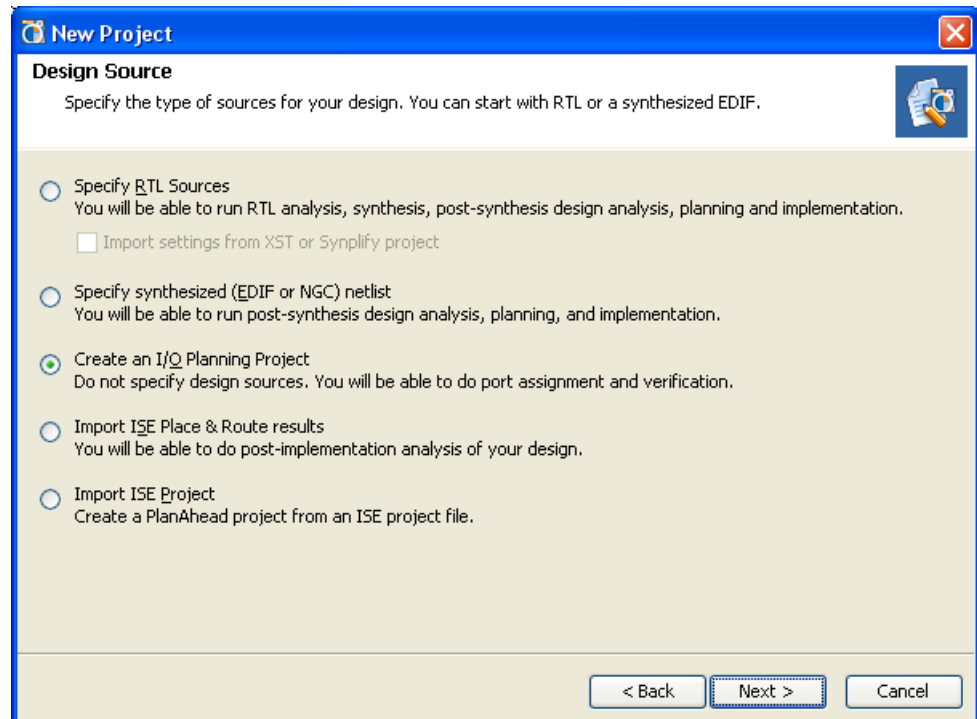 New Project
Design Source
Specify the type of sources for your design. You can start with RTL or a synthesized EDIF.
Specify RTL Sources
You will be able to run RTL analysis, synthesis, post-synthesis design analysis, planning and implementation.
Import settings from XST or Synplify project
Specify synthesized (EDIF or NGC) netlist
You will be able to run post-synthesis design analysis, planning, and implementation.
Create an I/O Planning Project
Do not specify design sources. You will be able to do port assignment and verification.
Import ISE Place & Route results
You will be able to do post-implementation analysis of your design.
Import ISE Project
Create a PlanAhead project from an ISE project file.
< Back Next > Cancel